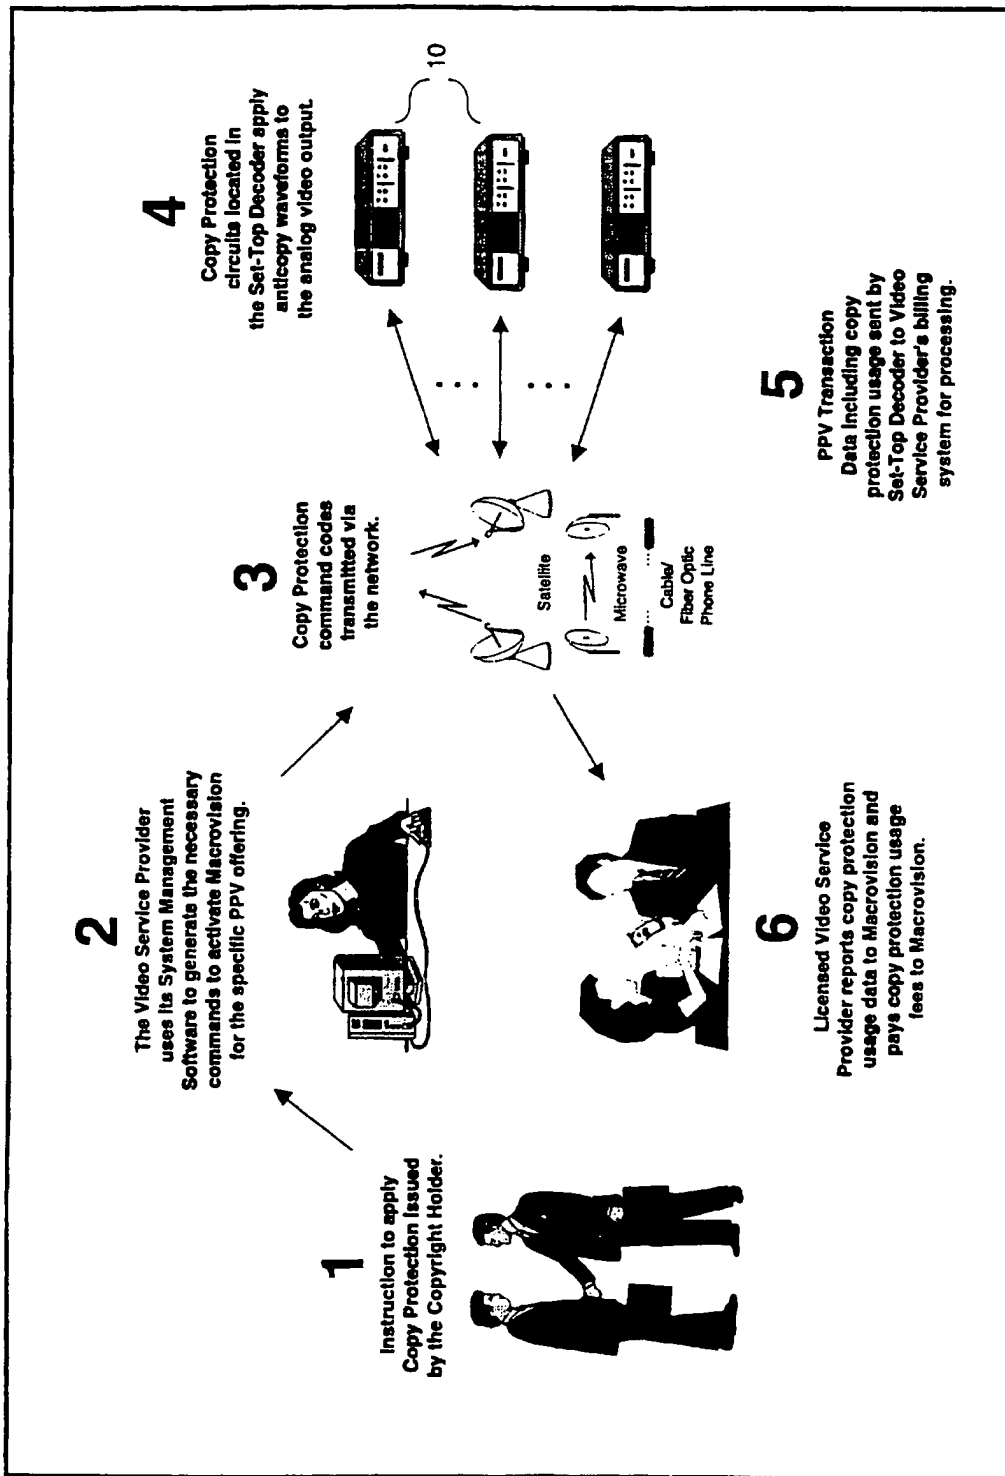 1
Instruction to apply
Copy Protection Issued
by the Copyright Holder.
2
The Video Service Provider
uses its System Management
Software to generate the necessary
commands to activate Macrovision
for the specific PPV offering.
3
Copy Protection
command codes
transmitted via
the network.
Satellite
Microwave
Cable/
Fiber Optic
Phone Line
4
Copy Protection
circuits located in
the Set-Top Decoder apply
anticopy waveforms to
the analog video output.
10
5
PPV Transaction
Data Including copy
protection usage sent by
Set-Top Decoder to Video
Service Provider's billing
system for processing.
6
Licensed Video Service
Provider reports copy protection
usage data to Macrovision and
pays copy protection usage
fees to Macrovision.